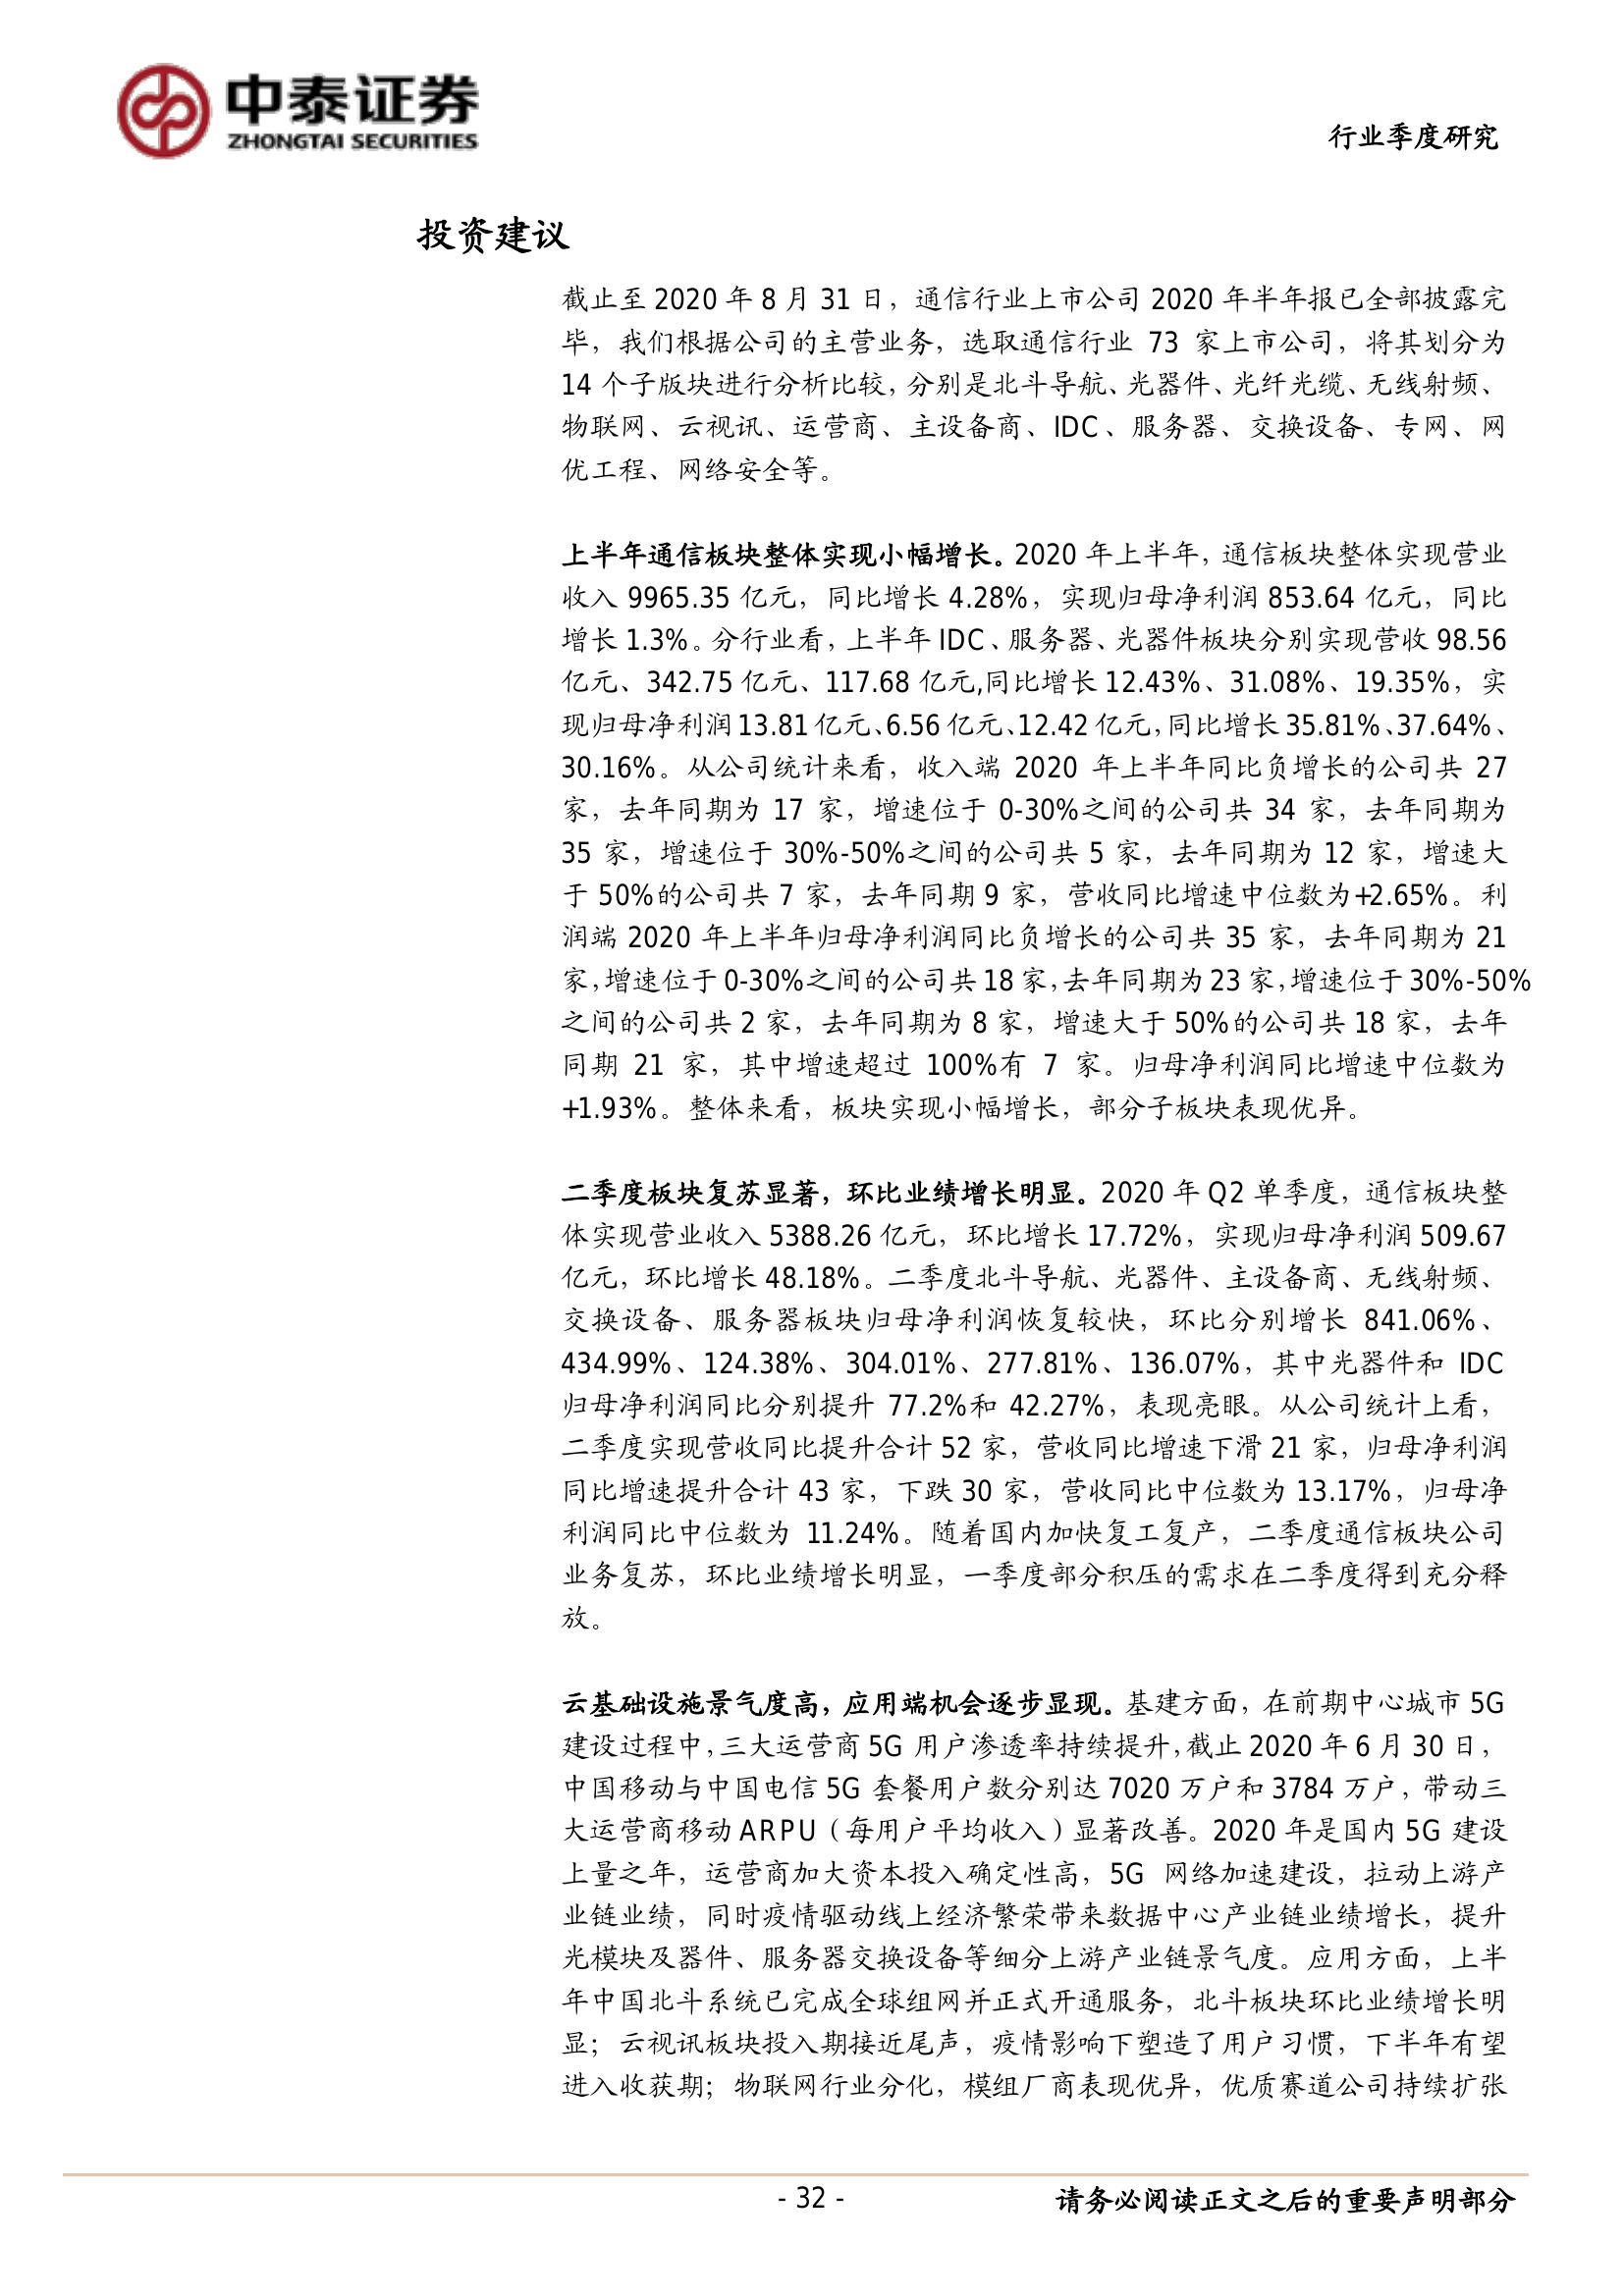 中泰证券
ZHONGTAI SECURITIES
行业季度研究
投资建议
截止至 2020 年 8 月 31 日，通信行业上市公司 2020 年半年报已全部披露完
毕，我们根据公司的主营业务，选取通信行业 73 家上市公司，将其划分为
14 个子版块进行分析比较，分别是北斗导航、光器件、光纤光缆、无线射频、
物联网、云视讯、运营商、主设备商、IDC、服务器、交换设备、专网、网
优工程、网络安全等。
上半年通信板块整体实现小幅增长。2020 年上半年，通信板块整体实现营业
收入 9965.35 亿元，同比增长 4.28%，实现归母净利润 853.64 亿元，同比
增长 1.3%。分行业看，上半年 IDC、服务器、光器件板块分别实现营收 98.56
亿元、342.75 亿元、117.68 亿元,同比增长 12.43%、31.08%、19.35%，实
现归母净利润 13.81 亿元、6.56 亿元、12.42 亿元，同比增长 35.81%、37.64%、
30.16%。从公司统计来看，收入端 2020 年上半年同比负增长的公司共 27
家，去年同期为 17 家，增速位于 0-30%之间的公司共 34 家，去年同期为
35 家，增速位于 30%-50%之间的公司共 5 家，去年同期为 12 家，增速大
于 50%的公司共 7 家，去年同期 9 家，营收同比增速中位数为+2.65%。利
润端 2020 年上半年归母净利润同比负增长的公司共 35 家，去年同期为 21
家，增速位于 0-30%之间的公司共 18 家，去年同期为 23 家，增速位于 30%-50%
之间的公司共 2 家，去年同期为 8 家，增速大于 50%的公司共 18 家，去年
同期 21 家，其中增速超过 100%有 7 家。归母净利润同比增速中位数为
+1.93%。整体来看，板块实现小幅增长，部分子板块表现优异。
二季度板块复苏显著，环比业绩增长明显。2020 年 Q2 单季度，通信板块整
体实现营业收入 5388.26 亿元，环比增长 17.72%，实现归母净利润 509.67
亿元，环比增长 48.18%。二季度北斗导航、光器件、主设备商、无线射频、
交换设备、服务器板块归母净利润恢复较快，环比分别增长 841.06%、
434.99%、124.38%、304.01%、277.81%、136.07%，其中光器件和 IDC
归母净利润同比分别提升 77.2%和 42.27%，表现亮眼。从公司统计上看，
二季度实现营收同比提升合计 52 家，营收同比增速下滑 21 家，归母净利润
同比增速提升合计 43 家，下跌 30 家，营收同比中位数为 13.17%，归母净
利润同比中位数为 11.24%。随着国内加快复工复产，二季度通信板块公司
业务复苏，环比业绩增长明显，一季度部分积压的需求在二季度得到充分释
放。
云基础设施景气度高，应用端机会逐步显现。基建方面，在前期中心城市 5G
建设过程中，三大运营商 5G 用户渗透率持续提升，截止 2020 年 6 月 30 日，
中国移动与中国电信 5G 套餐用户数分别达 7020 万户和 3784 万户，带动三
大运营商移动 ARPU（每用户平均收入）显著改善。2020 年是国内 5G 建设
上量之年，运营商加大资本投入确定性高，5G 网络加速建设，拉动上游产
业链业绩，同时疫情驱动线上经济繁荣带来数据中心产业链业绩增长，提升
光模块及器件、服务器交换设备等细分上游产业链景气度。应用方面，上半
年中国北斗系统已完成全球组网并正式开通服务，北斗板块环比业绩增长明
显；云视讯板块投入期接近尾声，疫情影响下塑造了用户习惯，下半年有望
进入收获期；物联网行业分化，模组厂商表现优异，优质赛道公司持续扩张
- 32 -
请务必阅读正文之后的重要声明部分